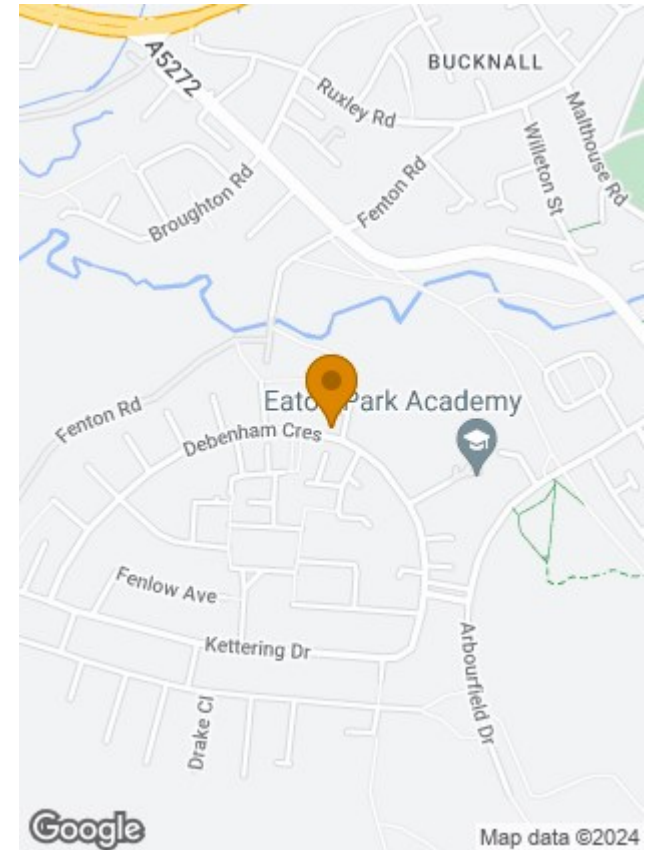 BUCKNALL
A5272
Ruxley Rd
Malthouse Rd
Willeton St
Fenton Rd
Broughton Rd
Eaton Park Academy
Fenton Rd
Debenham Cres
Fenlow Ave
Kettering Dr
Arbourfield Dr
Drake Cl
Google
Map data ©2024